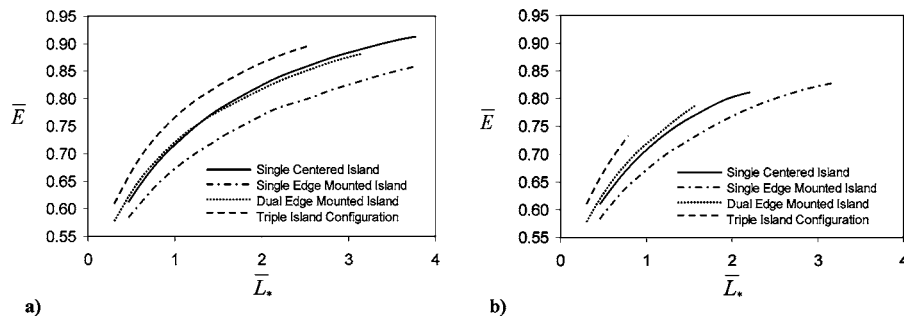 0.95
0.90
0.85
0.80
0.75
0.70
0.65
0.60
0.55
E
0 1 2 3 4
L*
Single Centered Island
Single Edge Mounted Island
Dual Edge Mounted Island
Triple Island Configuration
a)
0.95
0.90
0.85
0.80
0.75
0.70
0.65
0.60
0.55
E
0 1 2 3 4
L*
Single Centered Island
Single Edge Mounted Island
Dual Edge Mounted Island
Triple Island Configuration
b)